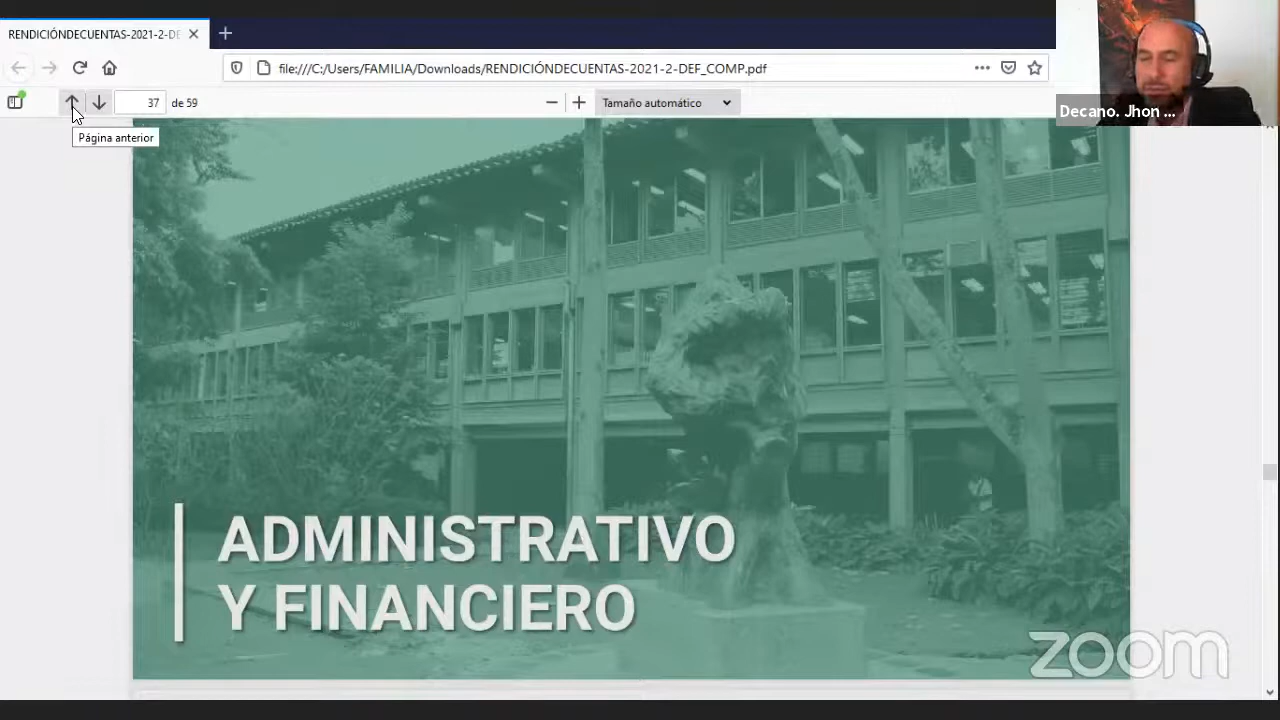 RENDICIÓNDECUENTAS-2021-2-DE
file:///C:/Users/FAMILIA/Downloads/RENDICIÓNDECUENTAS-2021-2-DEF_COMP.pdf
37 de 59
Tamaño automático
Página anterior
Decano. Jhon ...
ADMINISTRATIVO
Y FINANCIERO
zoom